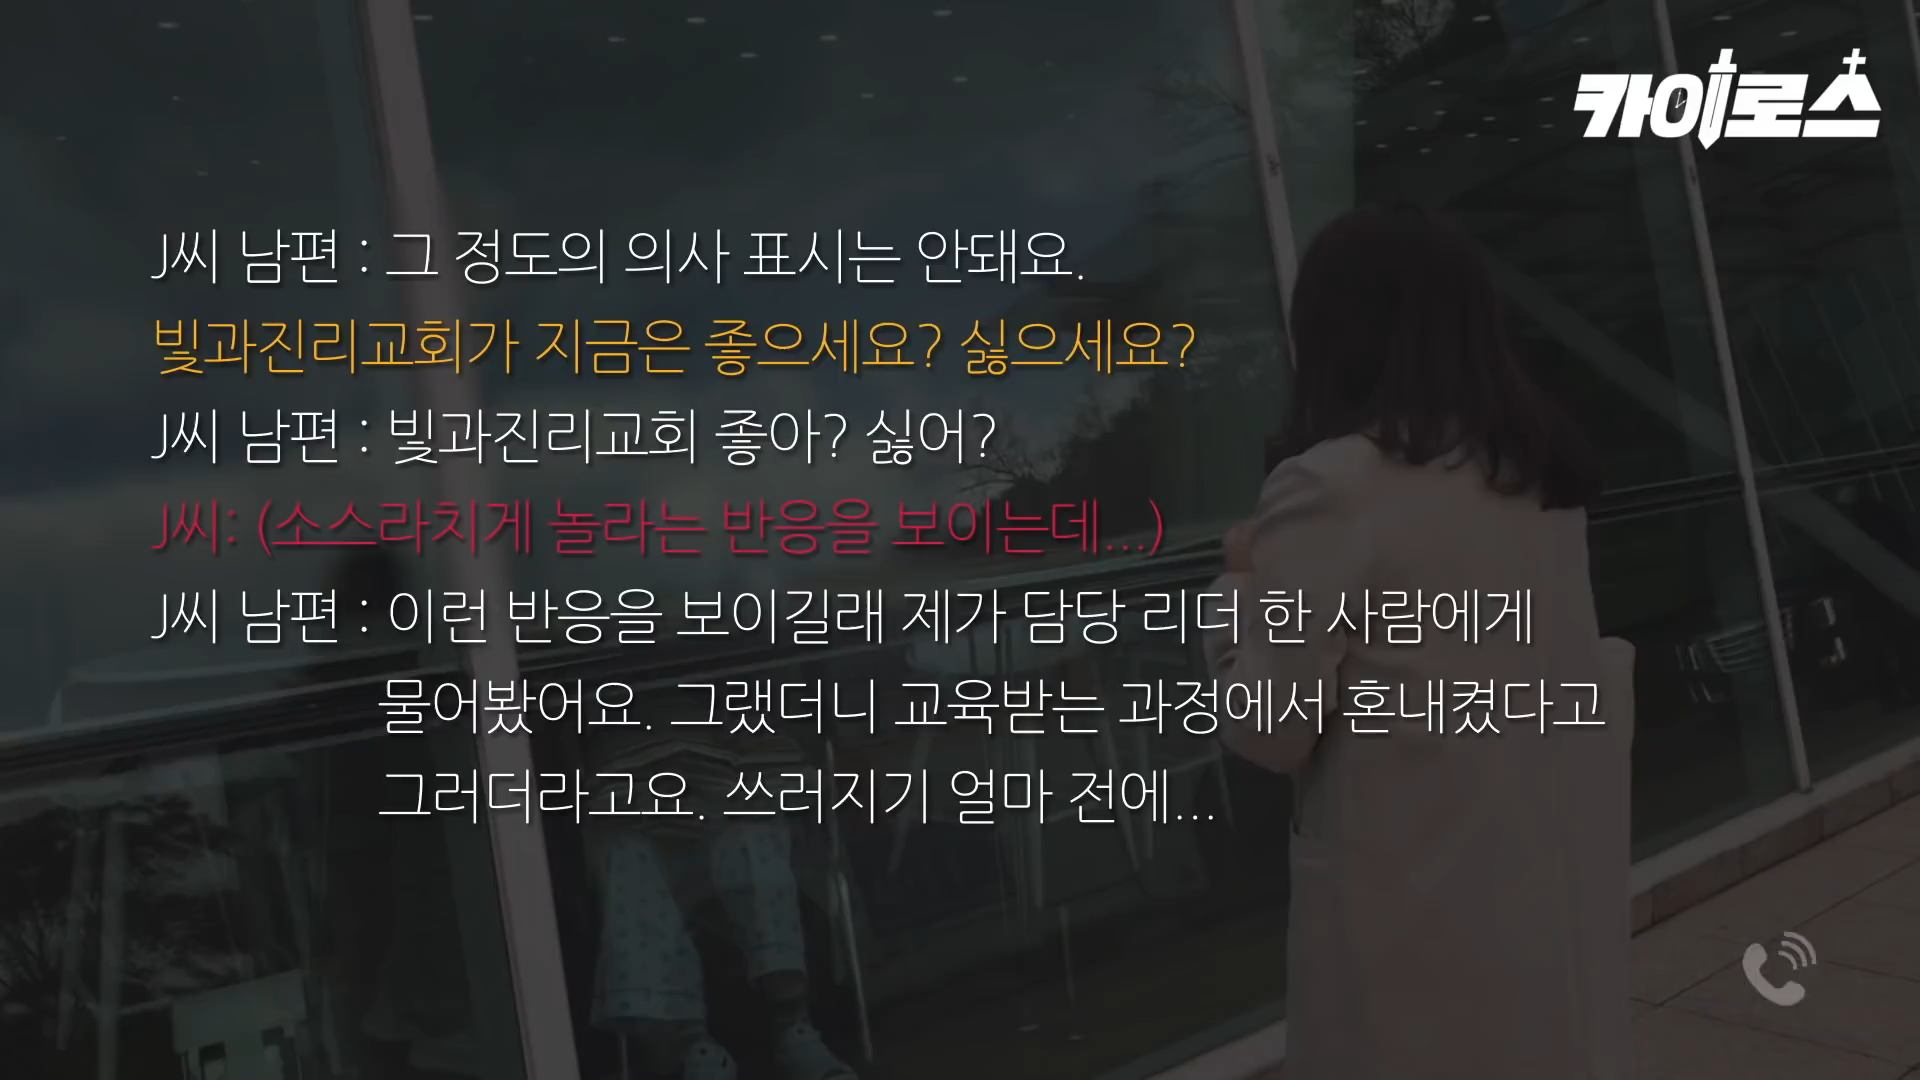 카이로스
J씨 남편 : 그 정도의 의사 표시는 안돼요.
빛과진리교회가 지금은 좋으세요? 싫으세요?
J씨 남편 : 빛과진리교회 좋아? 싫어?
J씨: (소스라치게 놀라는 반응을 보이는데...)
J씨 남편 : 이런 반응을 보이길래 제가 담당 리더 한 사람에게
물어봤어요. 그랬더니 교육받는 과정에서 혼내켰다고
그러더라고요. 쓰러지기 얼마 전에...